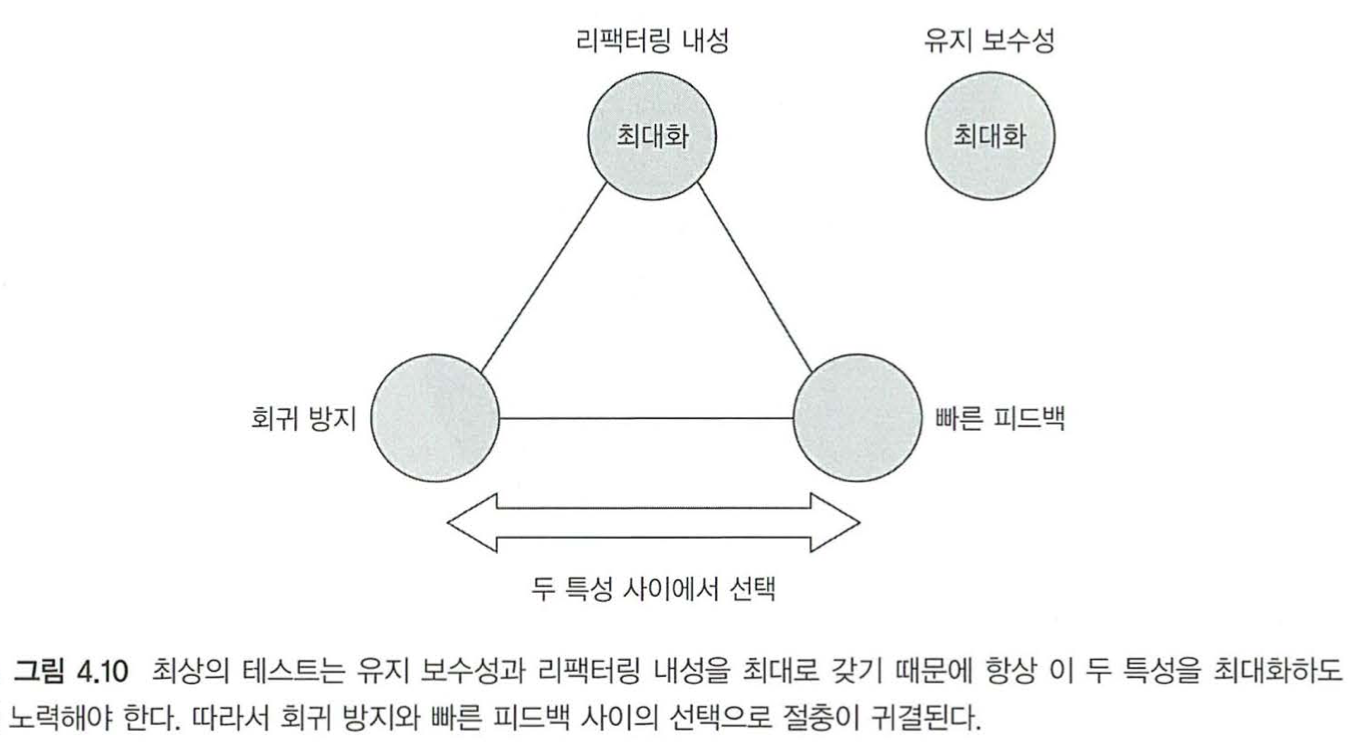 리팩터링 내성
유지 보수성
최대화
최대화
회귀 방지
빠른 피드백
두 특성 사이에서 선택
그림 4.10 최상의 테스트는 유지 보수성과 리팩터링 내성을 최대로 갖기 때문에 항상 이 두 특성을 최대화하도
노력해야 한다. 따라서 회귀 방지와 빠른 피드백 사이의 선택으로 절충이 귀결된다.